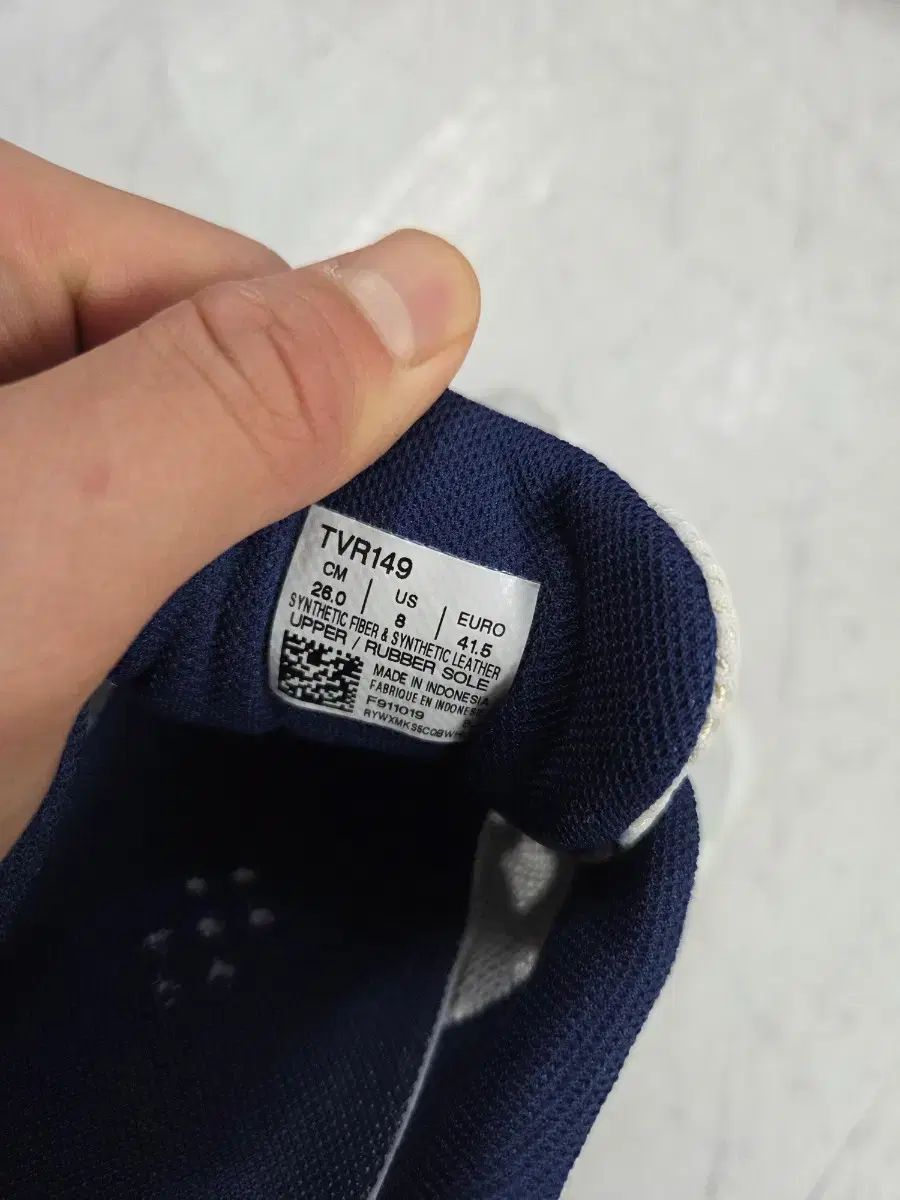 TVR149
CM | US | EURO
26.0 | 8 | 41.5
SYNTHETIC FIBER & SYNTHETIC LEATHER
UPPER / RUBBER SOLE
MADE IN INDONESIA
FABRIQUE EN INDONESIE
F911019